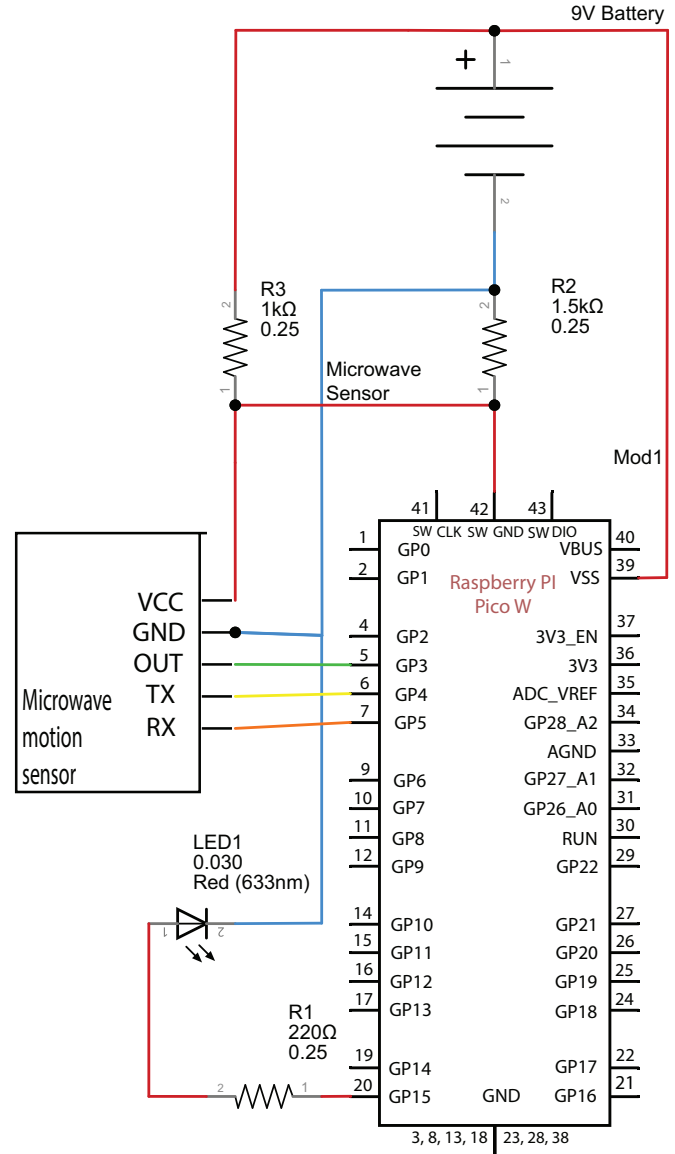 9V Battery
+
1
2
R3
1kΩ
0.25
2
1
R2
1.5kΩ
0.25
2
1
Microwave
Sensor
Mod1
41
42
43
SW CLK
SW GND
SW DIO
Raspberry PI
Pico W
1 GP0
2 GP1
4 GP2
5 GP3
6 GP4
7 GP5
9 GP6
10 GP7
11 GP8
12 GP9
14 GP10
15 GP11
16 GP12
17 GP13
19 GP14
20 GP15
VBUS 40
VSS 39
3V3_EN 37
3V3 36
ADC_VREF 35
GP28_A2 34
AGND 33
GP27_A1 32
GP26_A0 31
RUN 30
GP22 29
GP21 27
GP20 26
GP19 25
GP18 24
GP17 22
GP16 21
GND
3, 8, 13, 18
23, 28, 38
VCC
GND
OUT
TX
RX
Microwave
motion
sensor
LED1
0.030
Red (633nm)
1
2
R1
220Ω
0.25
2
1